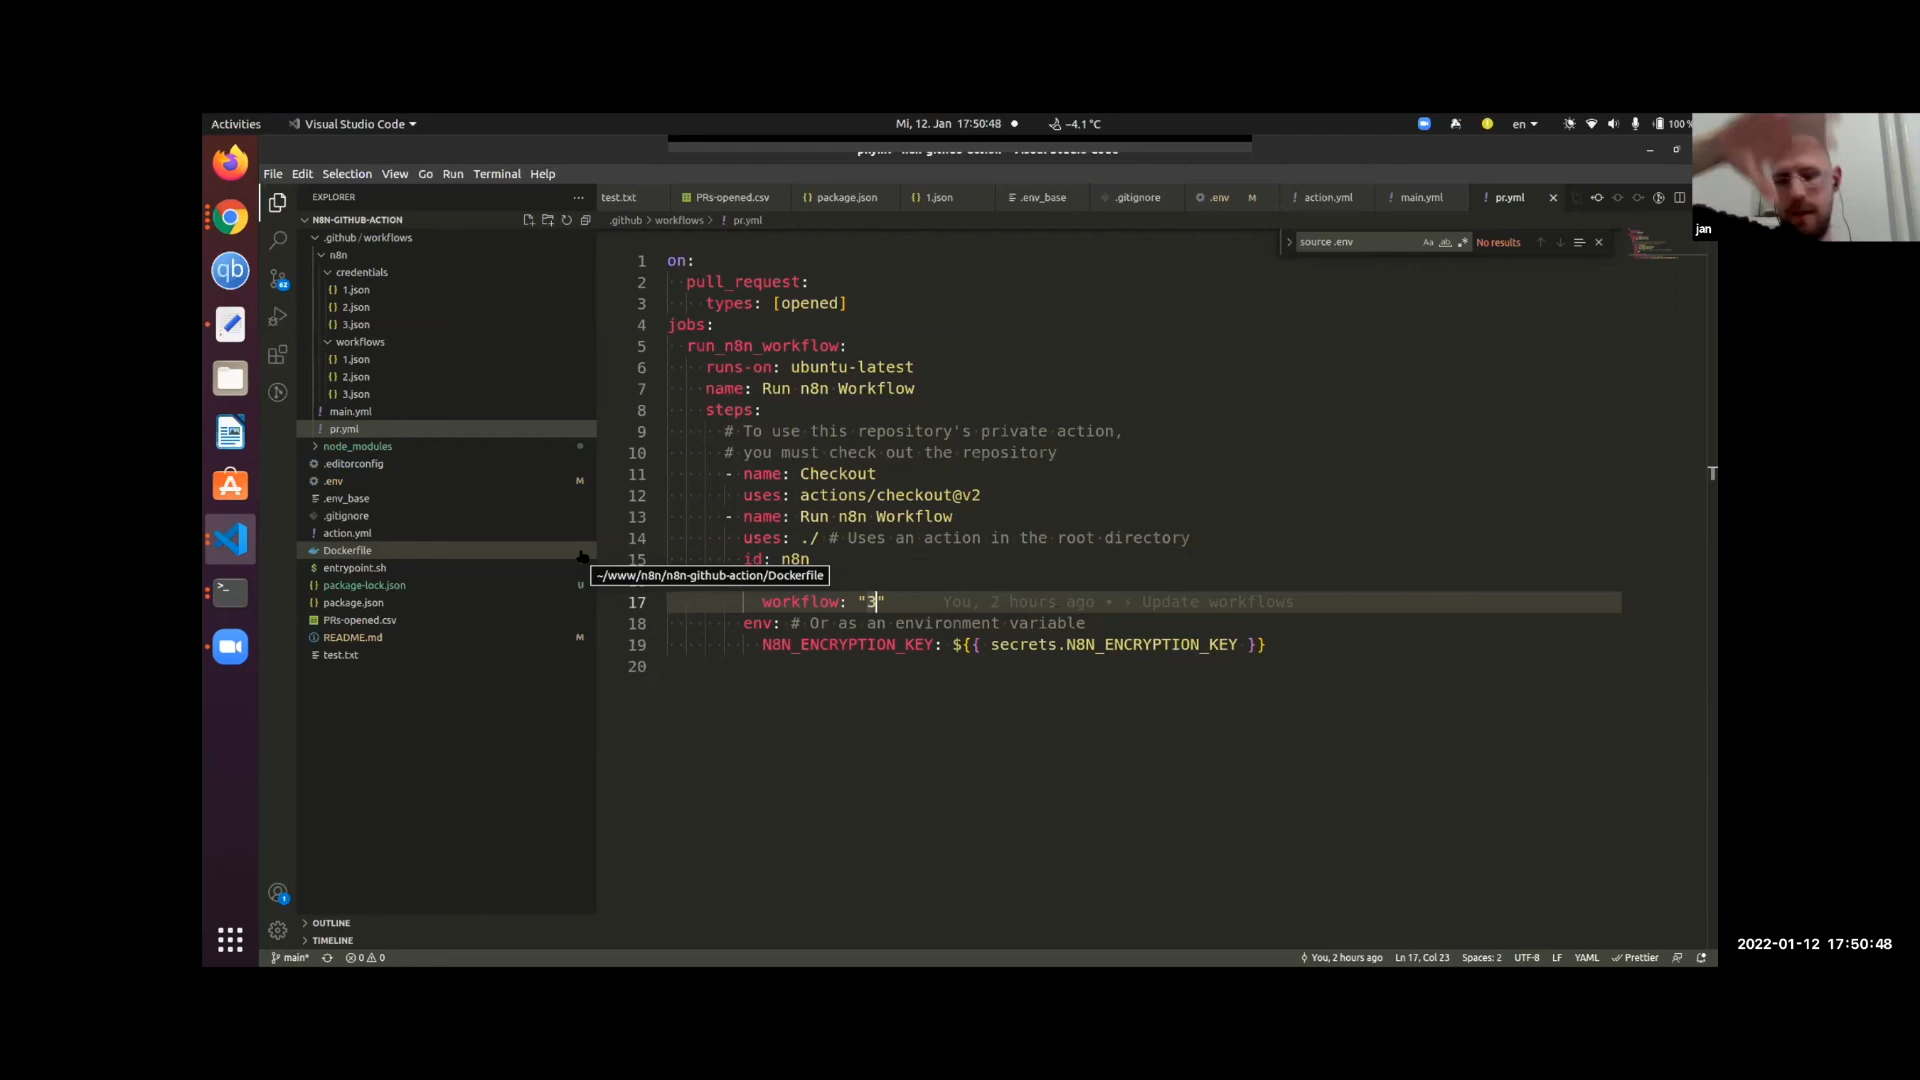 Activities
Visual Studio Code
Mi, 12. Jan 17:50:48
-4.1 °C
en
100 %
File Edit Selection View Go Run Terminal Help
jan
EXPLORER
N8N-GITHUB-ACTION
.github / workflows
n8n
credentials
1.json
2.json
3.json
workflows
1.json
2.json
3.json
main.yml
pr.yml
node_modules
.editorconfig
.env M
.env_base
.gitignore
action.yml
Dockerfile
entrypoint.sh
package-lock.json U
package.json
PRs-opened.csv
README.md M
test.txt
OUTLINE
TIMELINE
62
1
test.txt PRs-opened.csv package.json 1.json .env_base .gitignore .env M action.yml main.yml pr.yml
.github > workflows > pr.yml
source .env Aa ab No results
1 on:
2 pull_request:
3 types: [opened]
4 jobs:
5 run_n8n_workflow:
6 runs-on: ubuntu-latest
7 name: Run n8n Workflow
8 steps:
9 # To use this repository's private action,
10 # you must check out the repository
11 - name: Checkout
12 uses: actions/checkout@v2
13 - name: Run n8n Workflow
14 uses: ./ # Uses an action in the root directory
15 id: n8n
~/www/n8n/n8n-github-action/Dockerfile
17 workflow: "3" You, 2 hours ago • ⚡ Update workflows
18 env: # Or as an environment variable
19 N8N_ENCRYPTION_KEY: ${{ secrets.N8N_ENCRYPTION_KEY }}
20
main* 0 0 You, 2 hours ago Ln 17, Col 23 Spaces: 2 UTF-8 LF YAML Prettier
2022-01-12 17:50:48